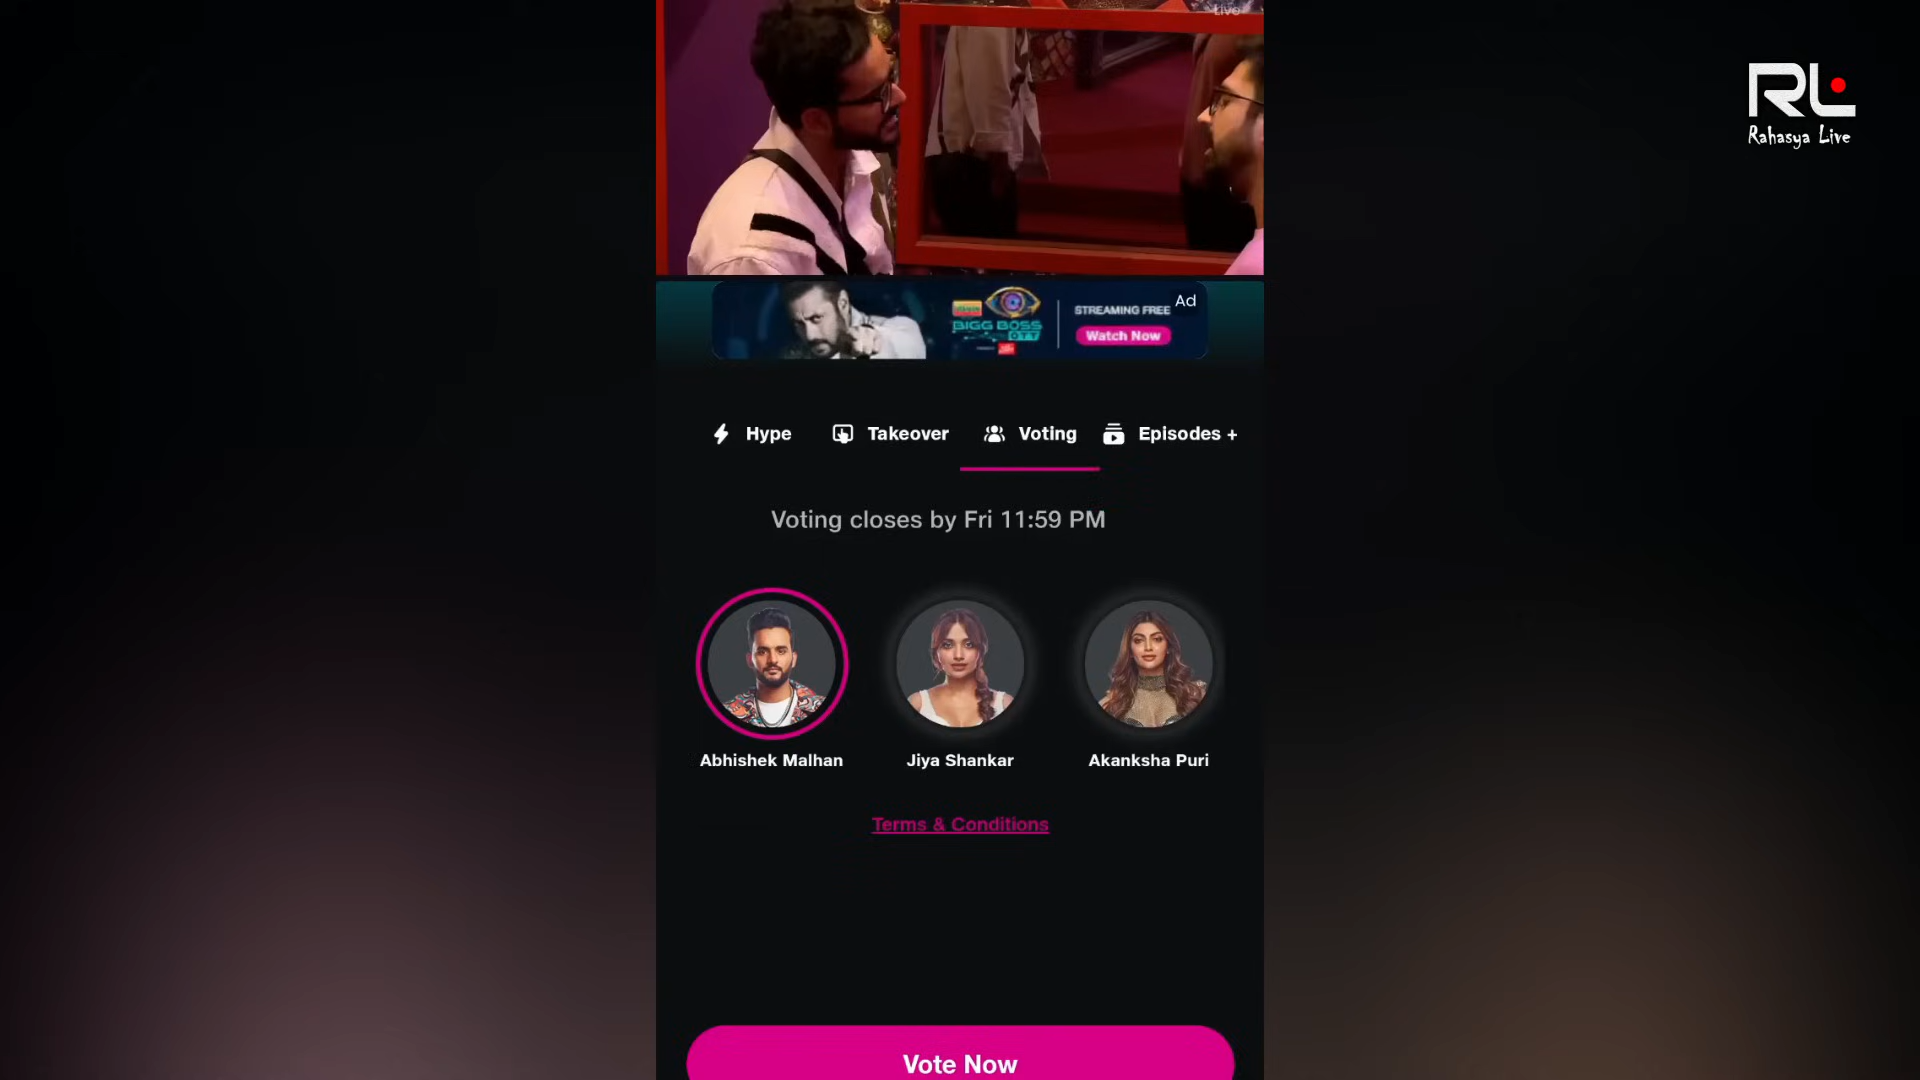 Live
RL
Rahasya Live
Ad
STREAMING FREE
BIGG BOSS
OTT
Watch Now
Hype
Takeover
Voting
Episodes +
Voting closes by Fri 11:59 PM
Abhishek Malhan
Jiya Shankar
Akanksha Puri
Terms & Conditions
Vote Now